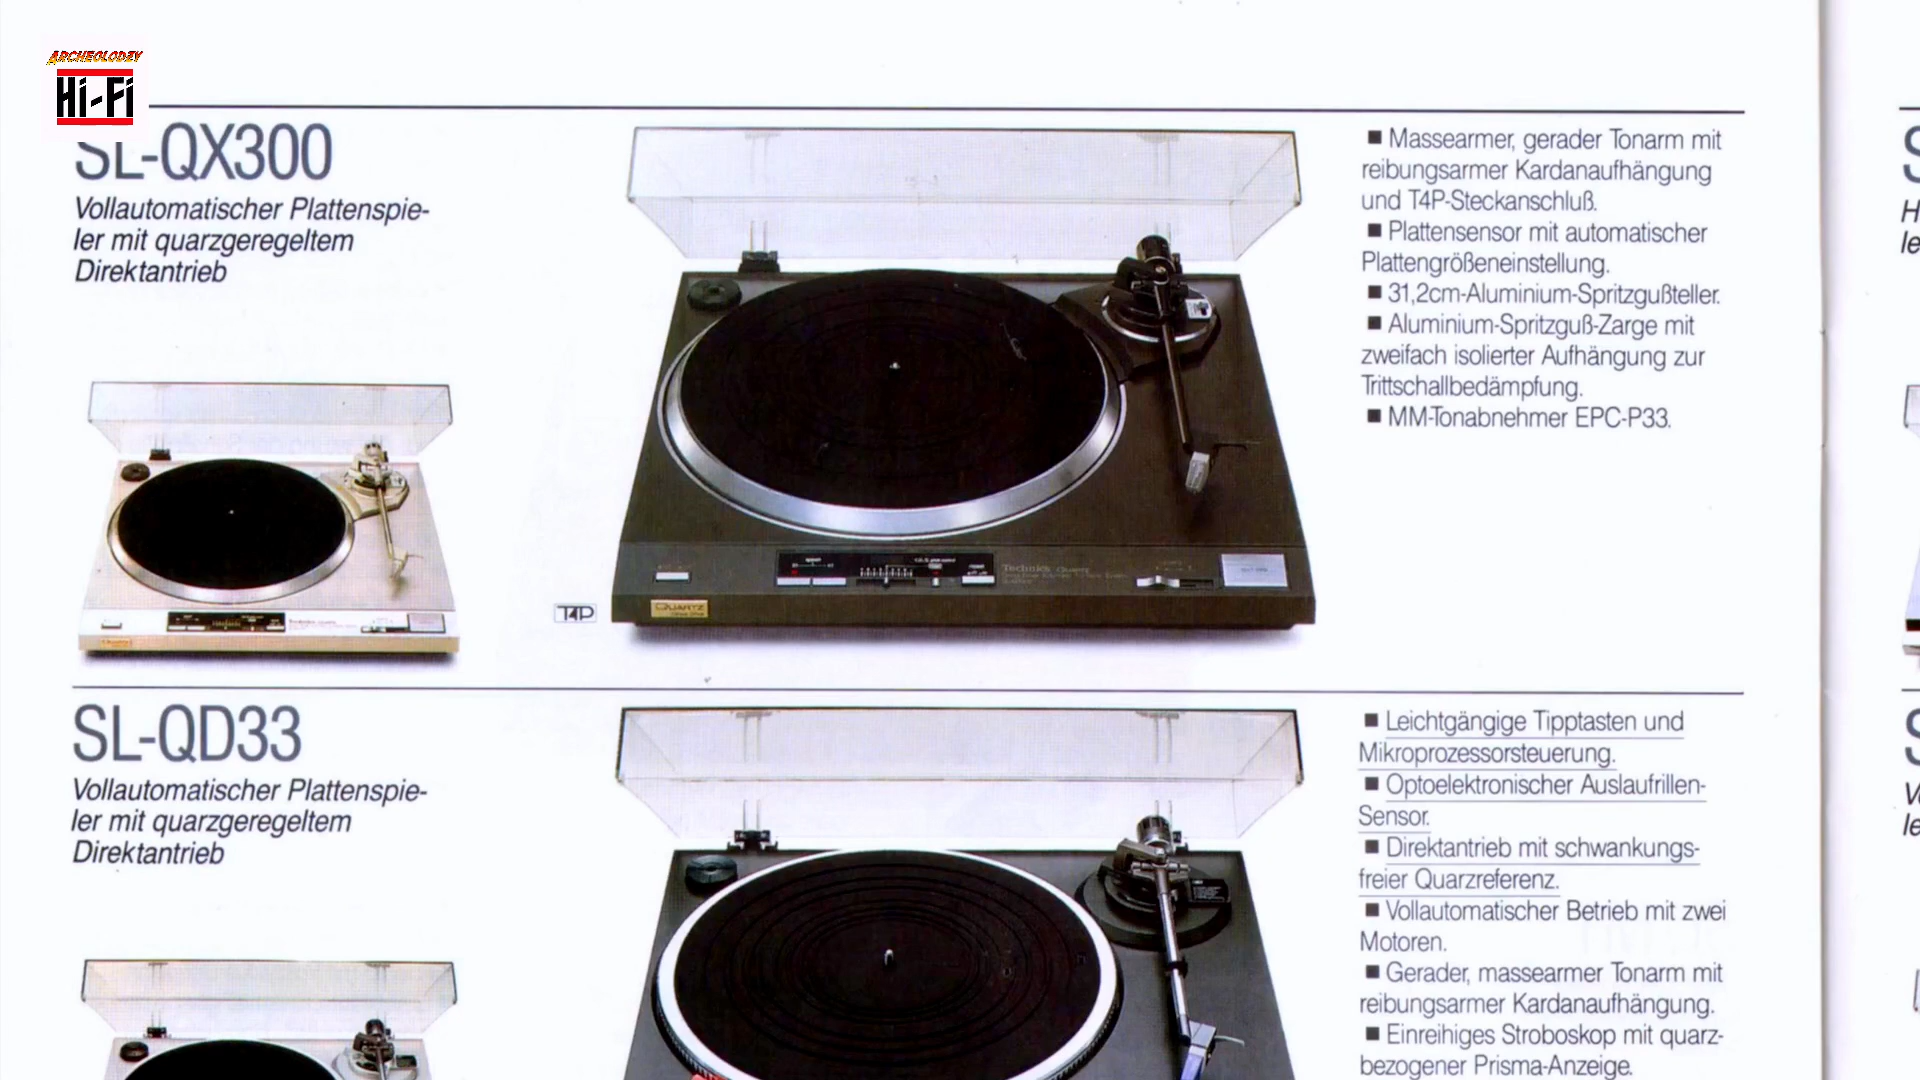 ARCHEOLODZY
Hi-Fi
SL-QX300
Vollautomatischer Plattenspie-
ler mit quarzgeregeltem
Direktantrieb
■ Massearmer, gerader Tonarm mit
reibungsarmer Kardanaufhängung
und T4P-Steckanschluß.
■ Plattensensor mit automatischer
Plattengrößeneinstellung.
■ 31,2cm-Aluminium-Spritzgußteller.
■ Aluminium-Spritzguß-Zarge mit
zweifach isolierter Aufhängung zur
Trittschallbedämpfung.
■ MM-Tonabnehmer EPC-P33.
Technics Quartz
QUARTZ
T4P
SL-QD33
Vollautomatischer Plattenspie-
ler mit quarzgeregeltem
Direktantrieb
■ Leichtgängige Tipptasten und
Mikroprozessorsteuerung.
■ Optoelektronischer Auslaufrillen-
Sensor.
■ Direktantrieb mit schwankungs-
freier Quarzreferenz.
■ Vollautomatischer Betrieb mit zwei
Motoren.
■ Gerader, massearmer Tonarm mit
reibungsarmer Kardanaufhängung.
■ Einreihiges Stroboskop mit quarz-
bezogener Prisma-Anzeige.